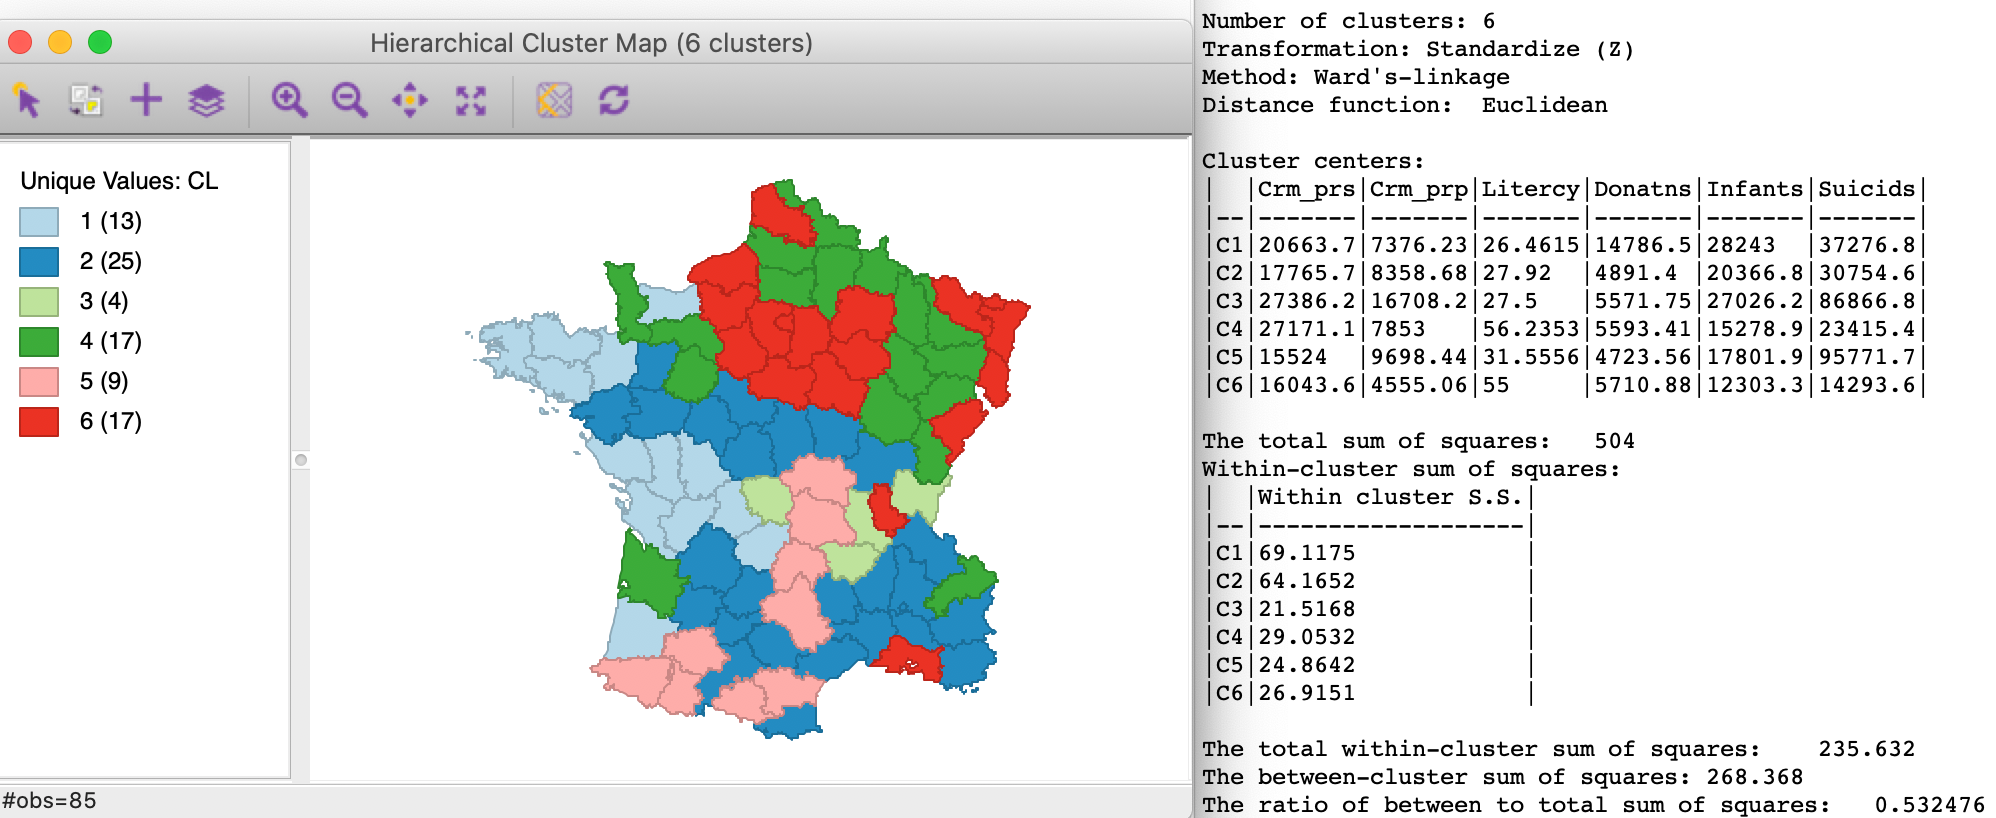 Hierarchical Cluster Map (6 clusters)
Unique Values: CL
1 (13)
2 (25)
3 (4)
4 (17)
5 (9)
6 (17)
#obs=85
Number of clusters: 6
Transformation: Standardize (Z)
Method: Ward's-linkage
Distance function:  Euclidean
Cluster centers:
|  |Crm_prs|Crm_prp|Litercy|Donatns|Infants|Suicids|
|--|-------|-------|-------|-------|-------|-------|
|C1|20663.7|7376.23|26.4615|14786.5|28243  |37276.8|
|C2|17765.7|8358.68|27.92  |4891.4 |20366.8|30754.6|
|C3|27386.2|16708.2|27.5   |5571.75|27026.2|86866.8|
|C4|27171.1|7853   |56.2353|5593.41|15278.9|23415.4|
|C5|15524  |9698.44|31.5556|4723.56|17801.9|95771.7|
|C6|16043.6|4555.06|55     |5710.88|12303.3|14293.6|
The total sum of squares:   504
Within-cluster sum of squares:
|  |Within cluster S.S.|
|--|-------------------|
|C1|69.1175            |
|C2|64.1652            |
|C3|21.5168            |
|C4|29.0532            |
|C5|24.8642            |
|C6|26.9151            |
The total within-cluster sum of squares:    235.632
The between-cluster sum of squares: 268.368
The ratio of between to total sum of squares:   0.532476